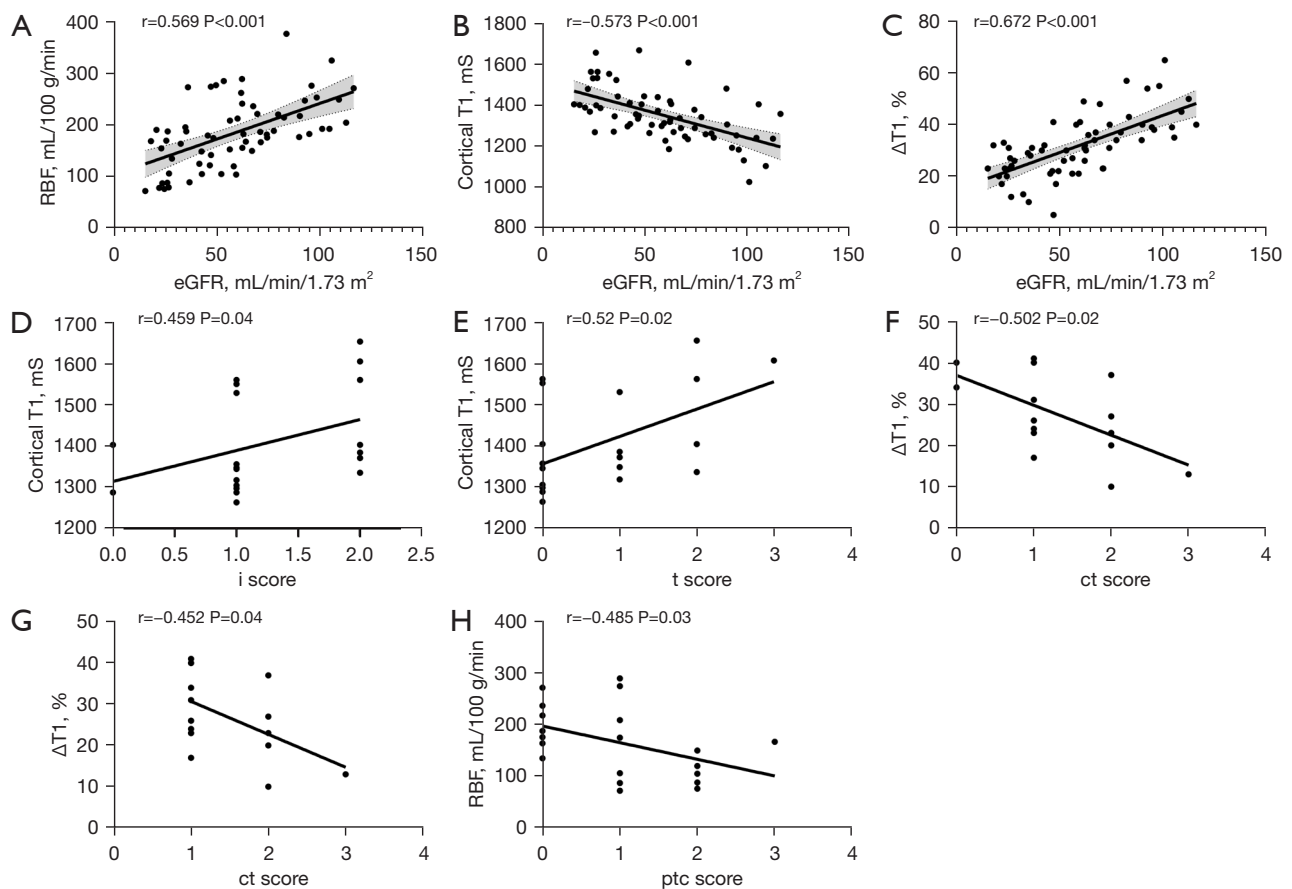 A
r=0.569 P<0.001
RBF, mL/100 g/min
400
300
200
100
0
0 50 100 150
eGFR, mL/min/1.73 m²
B
r=−0.573 P<0.001
Cortical T1, mS
1800
1600
1400
1200
1000
800
0 50 100 150
eGFR, mL/min/1.73 m²
C
r=0.672 P<0.001
ΔT1, %
80
60
40
20
0
0 50 100 150
eGFR, mL/min/1.73 m²
D
r=0.459 P=0.04
Cortical T1, mS
1700
1600
1500
1400
1300
1200
0.0 0.5 1.0 1.5 2.0 2.5
i score
E
r=0.52 P=0.02
Cortical T1, mS
1700
1600
1500
1400
1300
1200
0 1 2 3 4
t score
F
r=−0.502 P=0.02
ΔT1, %
50
40
30
20
10
0
0 1 2 3 4
ct score
G
r=−0.452 P=0.04
ΔT1, %
50
40
30
20
10
0
0 1 2 3 4
ct score
H
r=−0.485 P=0.03
RBF, mL/100 g/min
400
300
200
100
0
0 1 2 3 4
ptc score